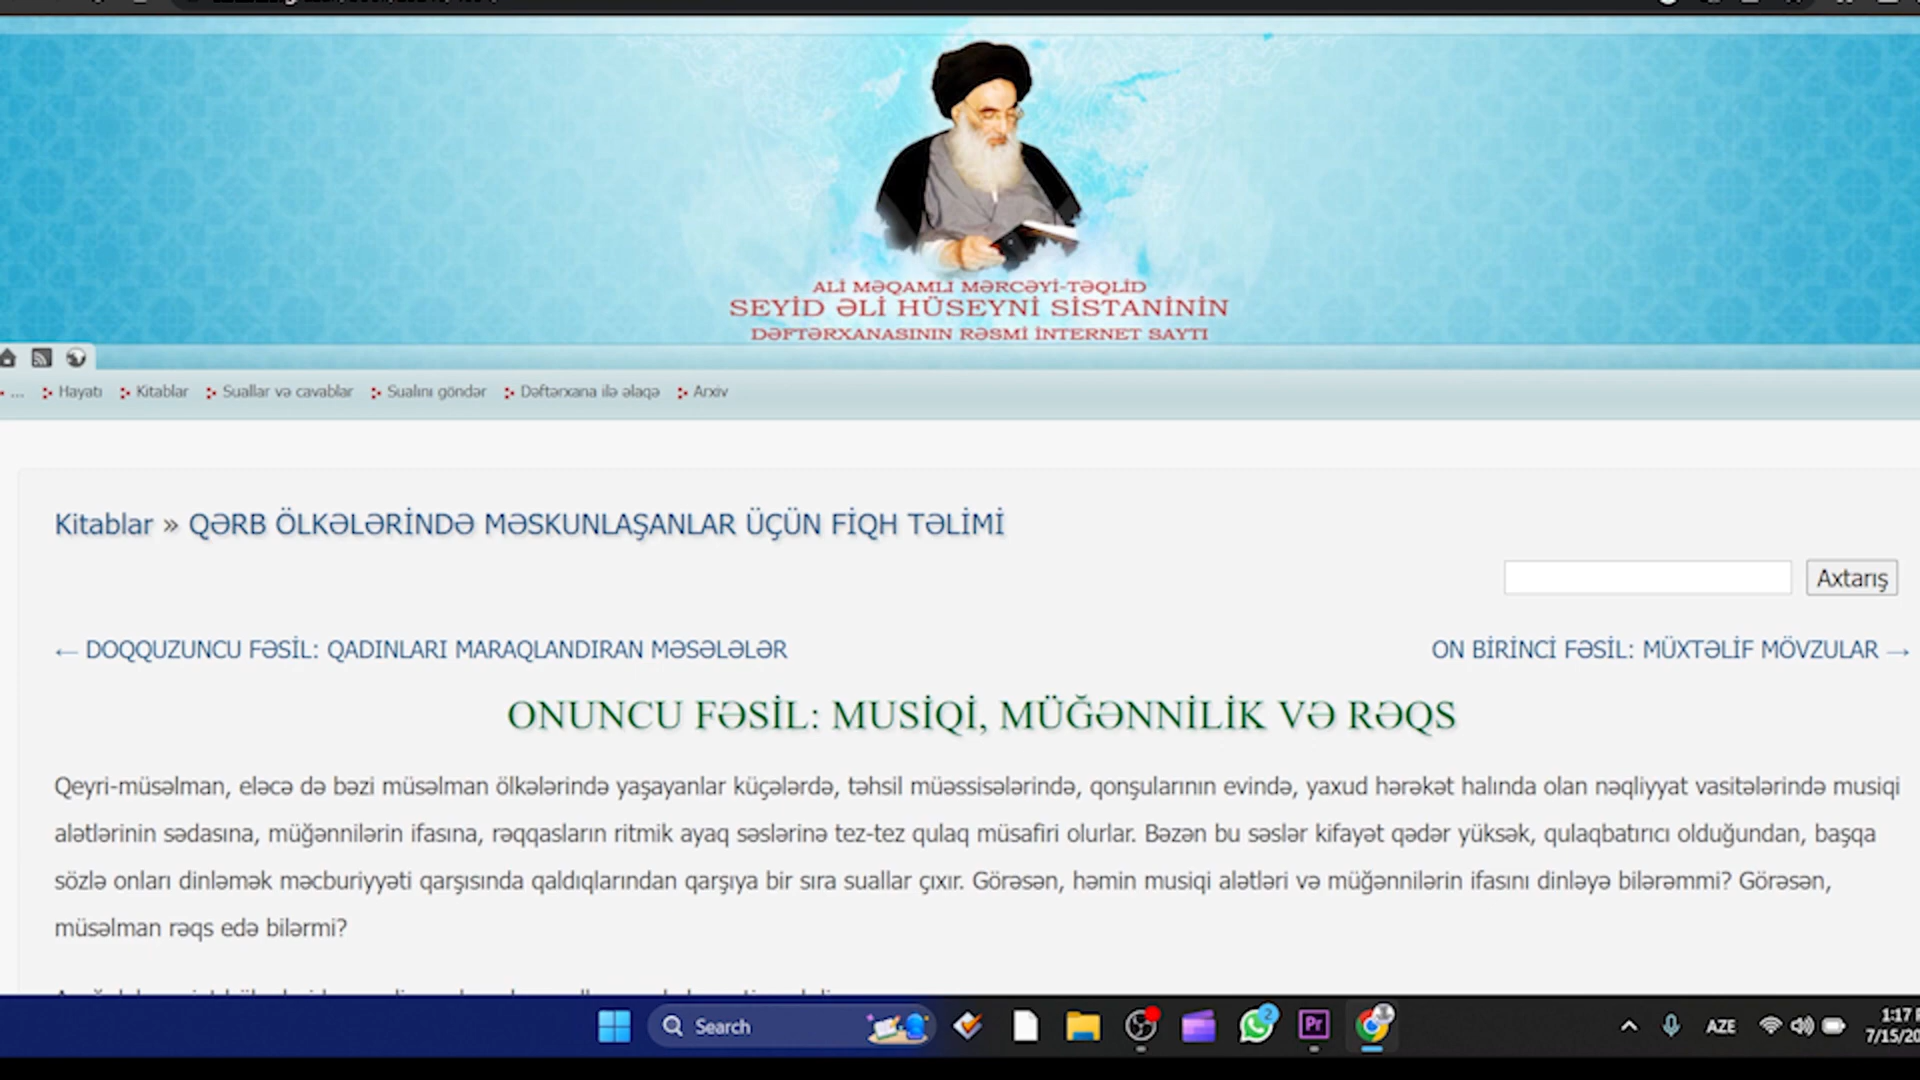 ALİ MƏQAMLI MƏRCƏYİ-TƏQLİD
SEYİD ƏLİ HÜSEYNİ SİSTANİNİN
DƏFTƏRXANASININ RƏSMİ İNTERNET SAYTI
... Hayatı Kitablar Suallar və cavablar Sualını göndər Dəftərxana ilə əlaqə Arxiv
Kitablar » QƏRB ÖLKƏLƏRİNDƏ MƏSKUNLAŞANLAR ÜÇÜN FİQH TƏLİMİ
Axtarış
← DOQQUZUNCU FƏSİL: QADINLARI MARAQLANDIRAN MƏSƏLƏLƏR
ON BİRİNCİ FƏSİL: MÜXTƏLİF MÖVZULAR →
ONUNCU FƏSİL: MUSİQİ, MÜĞƏNNİLİK VƏ RƏQS
Qeyri-müsəlman, eləcə də bəzi müsəlman ölkələrində yaşayanlar küçələrdə, təhsil müəssisələrində, qonşularının evində, yaxud hərəkət halında olan nəqliyyat vasitələrində musiqi
alətlərinin sədasına, müğənnilərin ifasına, rəqqasların ritmik ayaq səslərinə tez-tez qulaq müsafiri olurlar. Bəzən bu səslər kifayət qədər yüksək, qulaqbatırıcı olduğundan, başqa
sözlə onları dinləmək məcburiyyəti qarşısında qaldıqlarından qarşıya bir sıra suallar çıxır. Görəsən, həmin musiqi alətləri və müğənnilərin ifasını dinləyə bilərəmmi? Görəsən,
müsəlman rəqs edə bilərmi?
Search
2
Pr
AZE
1:17
7/15/20